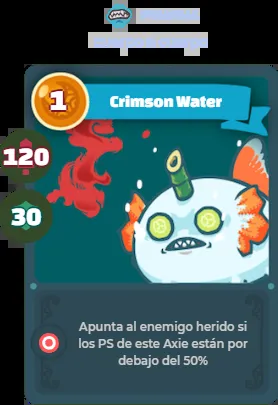 1
Crimson Water
120
30
Apunta al enemigo herido si
los PS de este Axie están por
debajo del 50%